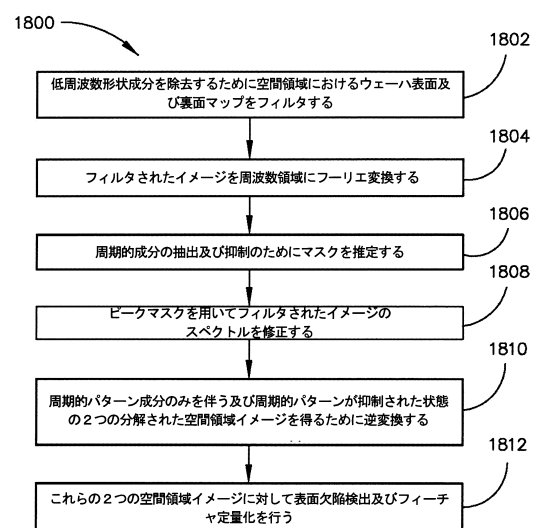 1800
1802
低周波数形状成分を除去するために空間領域におけるウェーハ表面及
び裏面マップをフィルタする
1804
フィルタされたイメージを周波数領域にフーリエ変換する
1806
周期的成分の抽出及び抑制のためにマスクを推定する
1808
ピークマスクを用いてフィルタされたイメージの
スペクトルを修正する
1810
周期的パターン成分のみを伴う及び周期的パターンが抑制された状態
の2つの分解された空間領域イメージを得るために逆変換する
1812
これらの2つの空間領域イメージに対して表面欠陥検出及びフィーチ
ャ定量化を行う